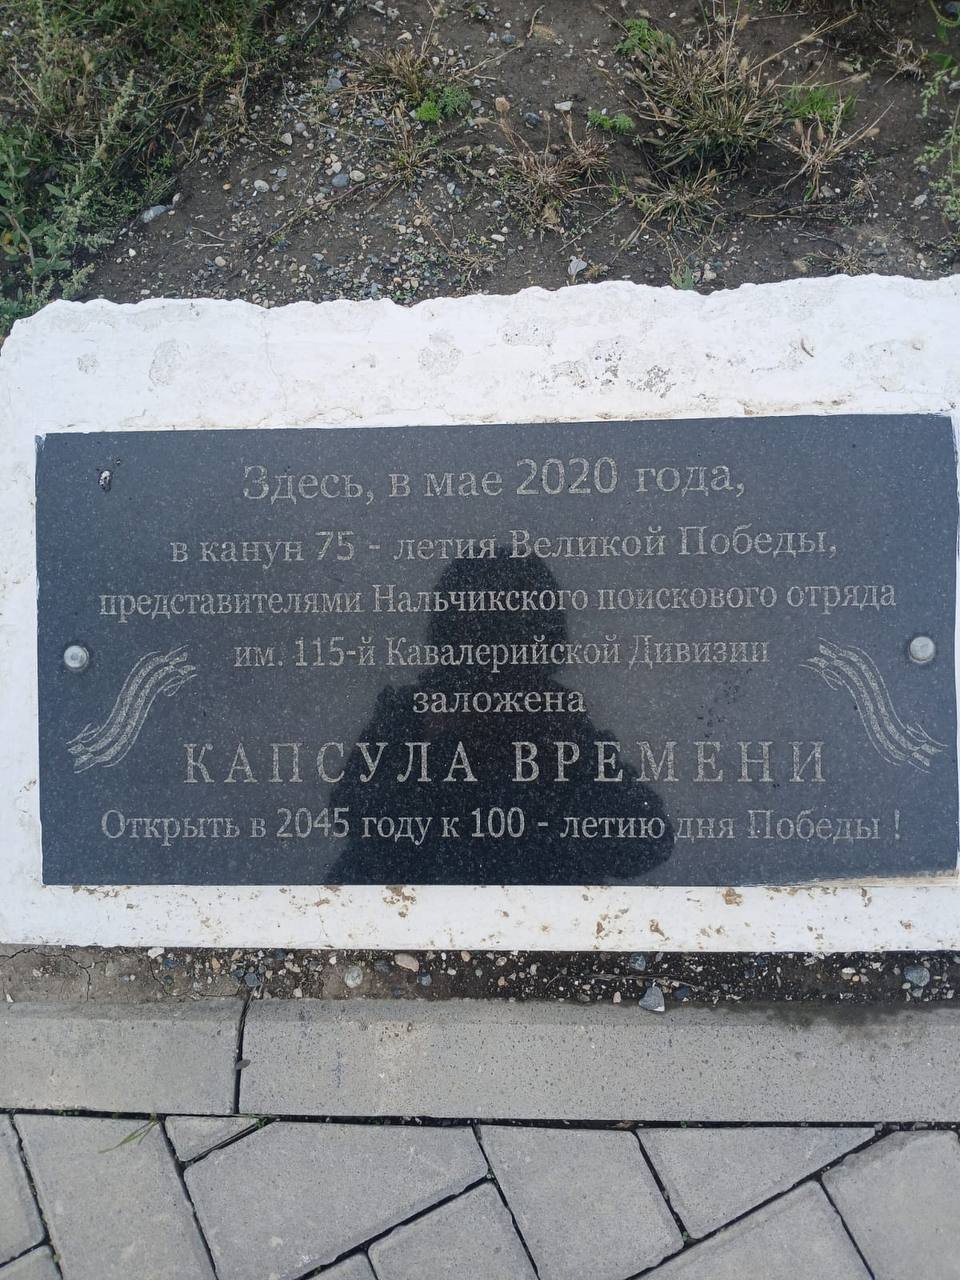 Здесь, в мае 2020 года,
в канун 75 - летия Великой Победы,
представителями Нальчикского поискового отряда
им. 115-й Кавалерийской Дивизии
заложена
КАПСУЛА ВРЕМЕНИ
Открыть в 2045 году к 100 - летию дня Победы !